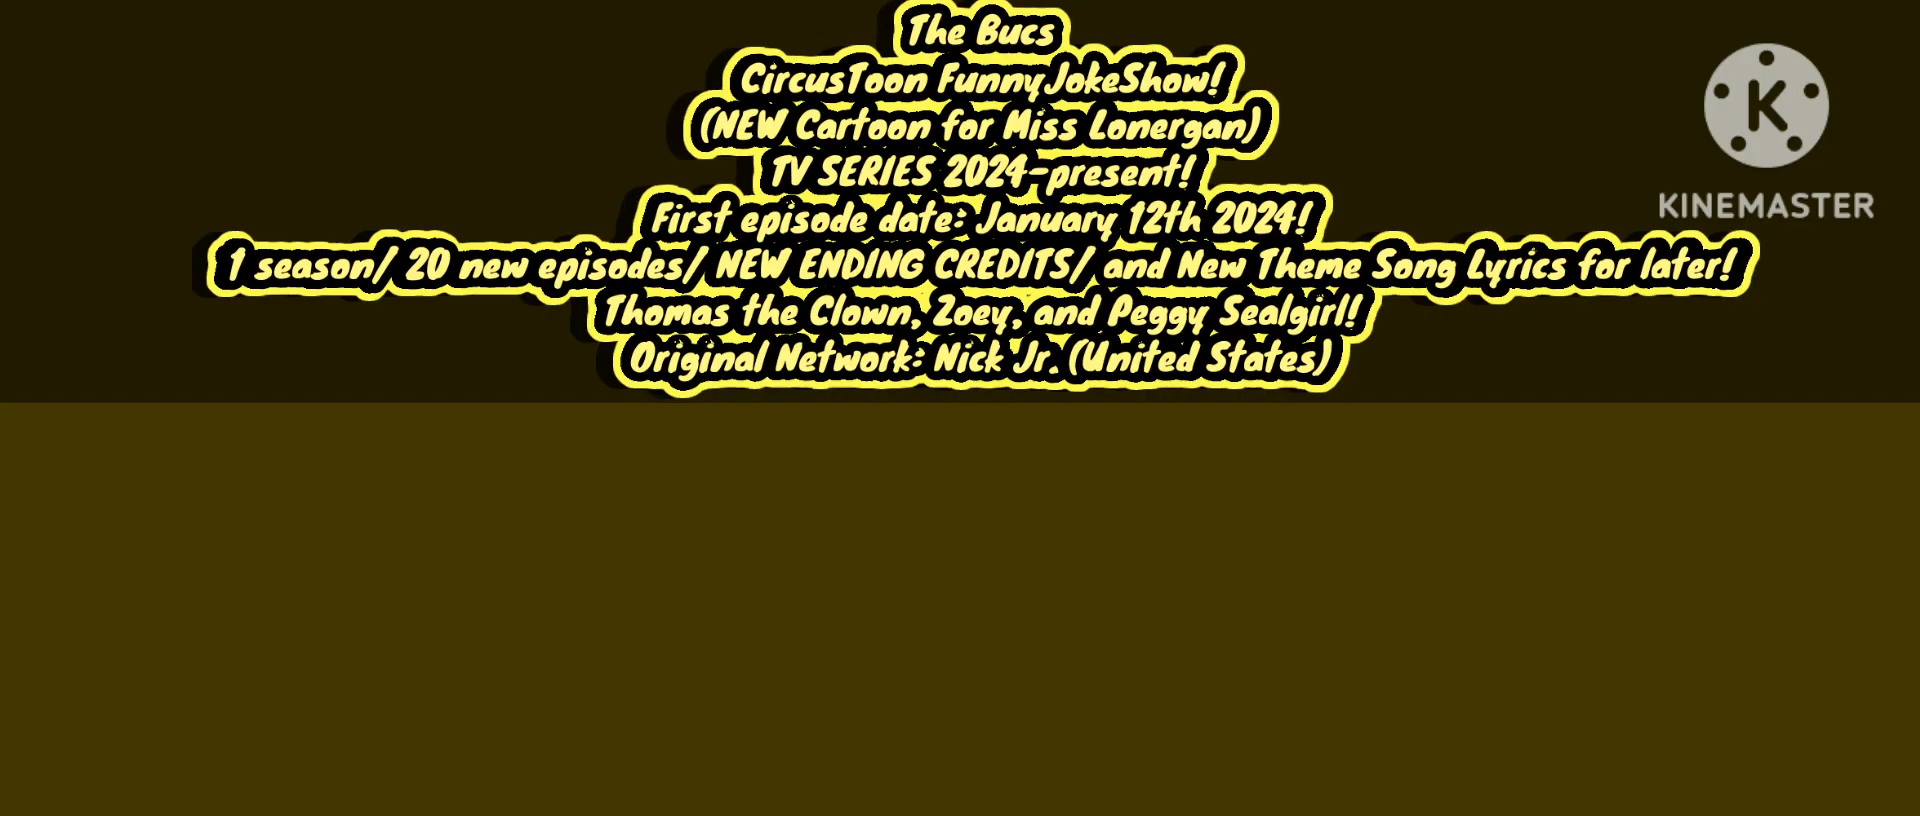 The Bucs
CircusToon FunnyJokeShow!
(NEW Cartoon for Miss Lonergan)
TV SERIES 2024-present!
First episode date: January 12th 2024!
1 season/ 20 new episodes/ NEW ENDING CREDITS/ and New Theme Song Lyrics for later!
Thomas the Clown, Zoey, and Peggy Sealgirl!
Original Network: Nick Jr. (United States)
K
KINEMASTER